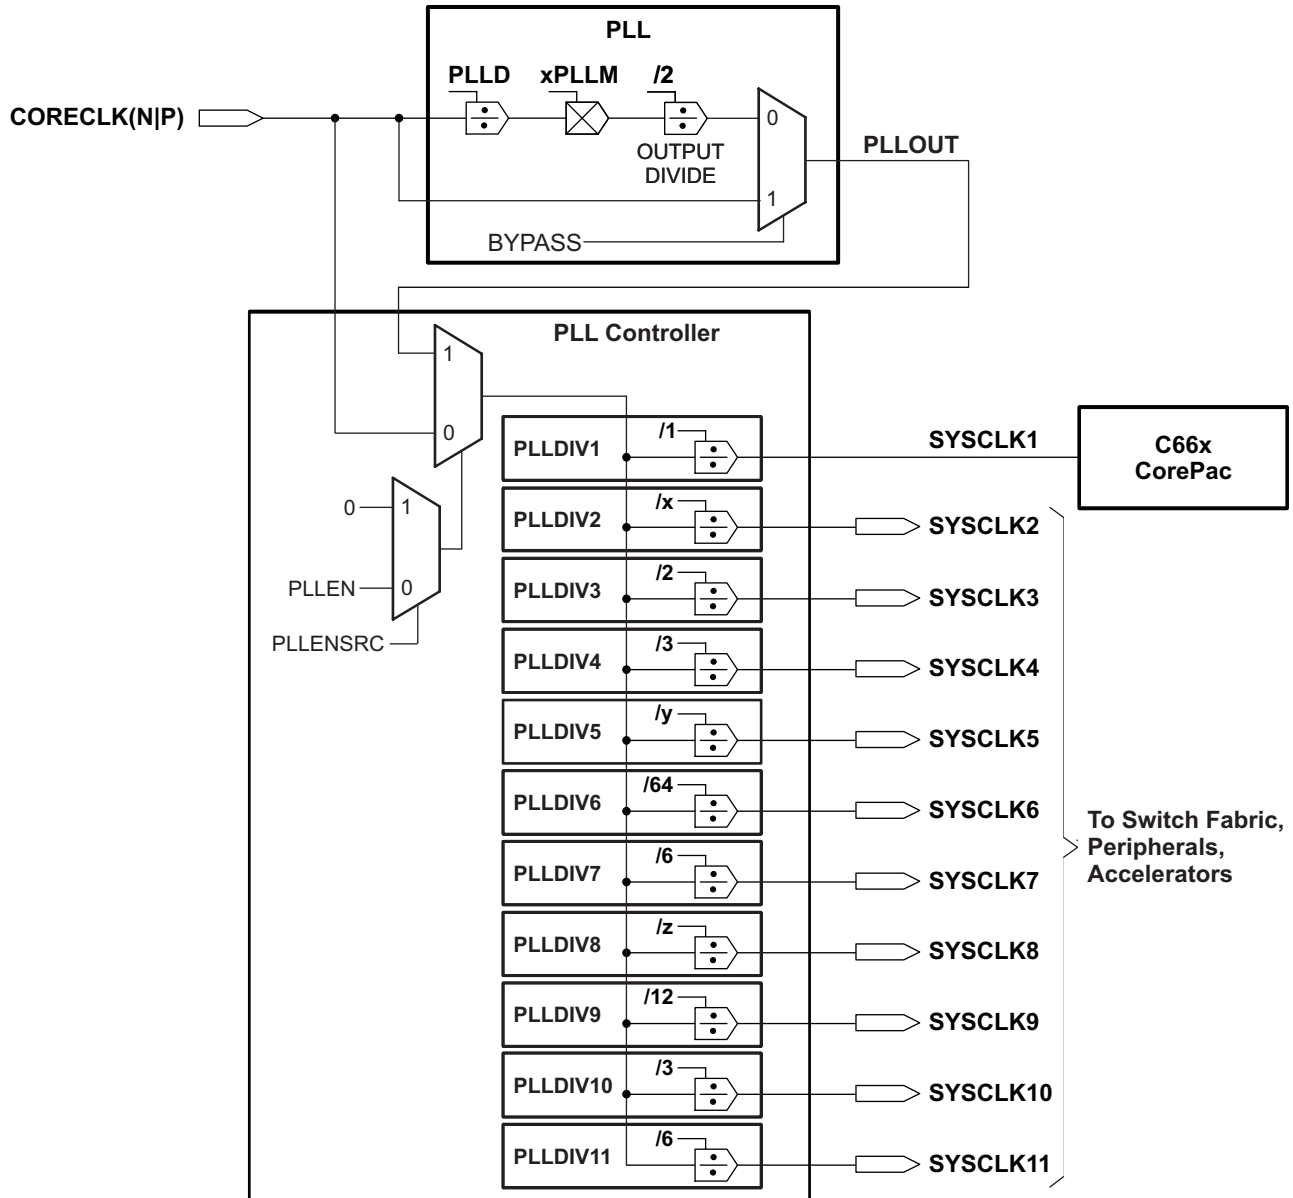 PLL
PLLD xPLLM /2
CORECLK(N|P)
0
OUTPUT
DIVIDE
PLLOUT
1
BYPASS
PLL Controller
1
0
0 1
PLLEN 0
PLLENSRC
PLLDIV1 /1 SYSCLK1
C66x
CorePac
PLLDIV2 /x SYSCLK2
PLLDIV3 /2 SYSCLK3
PLLDIV4 /3 SYSCLK4
PLLDIV5 /y SYSCLK5
PLLDIV6 /64 SYSCLK6
To Switch Fabric,
Peripherals,
Accelerators
PLLDIV7 /6 SYSCLK7
PLLDIV8 /z SYSCLK8
PLLDIV9 /12 SYSCLK9
PLLDIV10 /3 SYSCLK10
PLLDIV11 /6 SYSCLK11